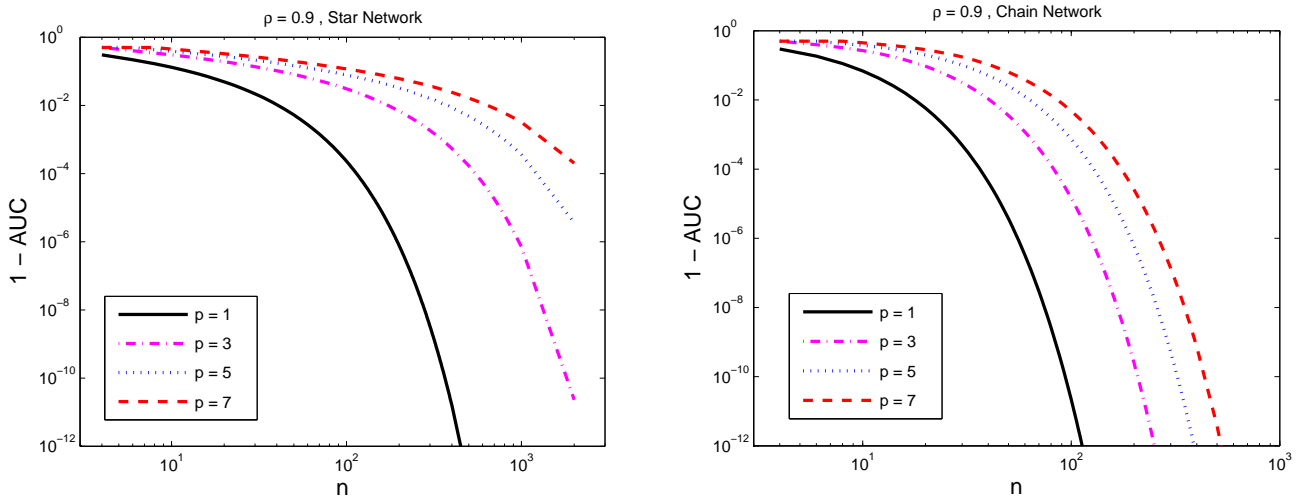 ρ = 0.9 , Star Network
10^0
10^−2
10^−4
10^−6
10^−8
10^−10
10^−12
1 − AUC
p = 1
p = 3
p = 5
p = 7
10^1
10^2
10^3
n
ρ = 0.9 , Chain Network
10^0
10^−2
10^−4
10^−6
10^−8
10^−10
10^−12
1 − AUC
p = 1
p = 3
p = 5
p = 7
10^1
10^2
10^3
n